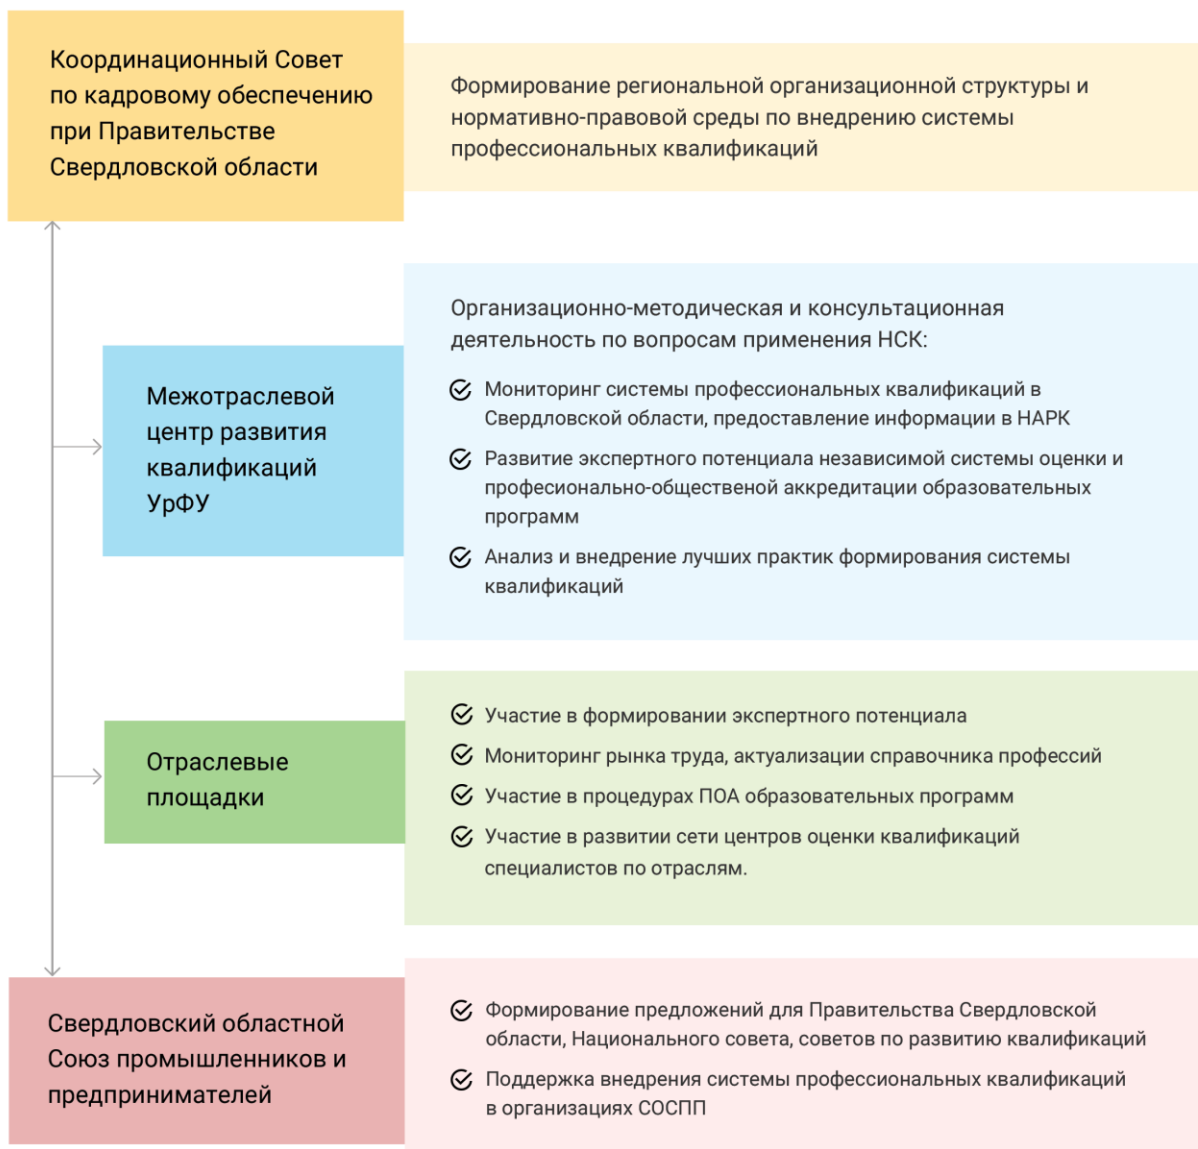 Координационный Совет
по кадровому обеспечению
при Правительстве
Свердловской области
Формирование региональной организационной структуры и
нормативно-правовой среды по внедрению системы
профессиональных квалификаций
Межотраслевой
центр развития
квалификаций
УрФУ
Организационно-методическая и консультационная
деятельность по вопросам применения НСК:
Мониторинг системы профессиональных квалификаций в
Свердловской области, предоставление информации в НАРК
Развитие экспертного потенциала независимой системы оценки и
професионально-общественой аккредитации образовательных
программ
Анализ и внедрение лучших практик формирования системы
квалификаций
Отраслевые
площадки
Участие в формировании экспертного потенциала
Мониторинг рынка труда, актуализации справочника профессий
Участие в процедурах ПОА образовательных программ
Участие в развитии сети центров оценки квалификаций
специалистов по отраслям.
Свердловский областной
Союз промышленников и
предпринимателей
Формирование предложений для Правительства Свердловской
области, Национального совета, советов по развитию квалификаций
Поддержка внедрения системы профессиональных квалификаций
в организациях СОСПП